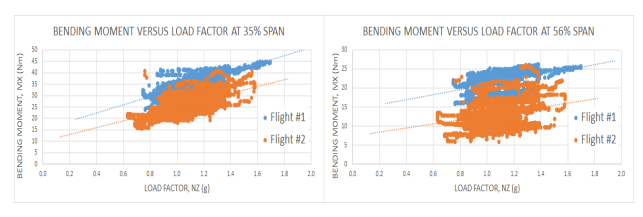 BENDING MOMENT VERSUS LOAD FACTOR AT 35% SPAN
BENDING MOMENT, MX (Nm)
50
45
40
35
30
25
20
15
10
5
0
0.0 0.2 0.4 0.6 0.8 1.0 1.2 1.4 1.6 1.8 2.0
LOAD FACTOR, NZ (g)
Flight #1
Flight #2
BENDING MOMENT VERSUS LOAD FACTOR AT 56% SPAN
BENDING MOMENT, MX (Nm)
30
25
20
15
10
5
0
0.0 0.2 0.4 0.6 0.8 1.0 1.2 1.4 1.6 1.8 2.0
LOAD FACTOR, NZ (g)
Flight #1
Flight #2